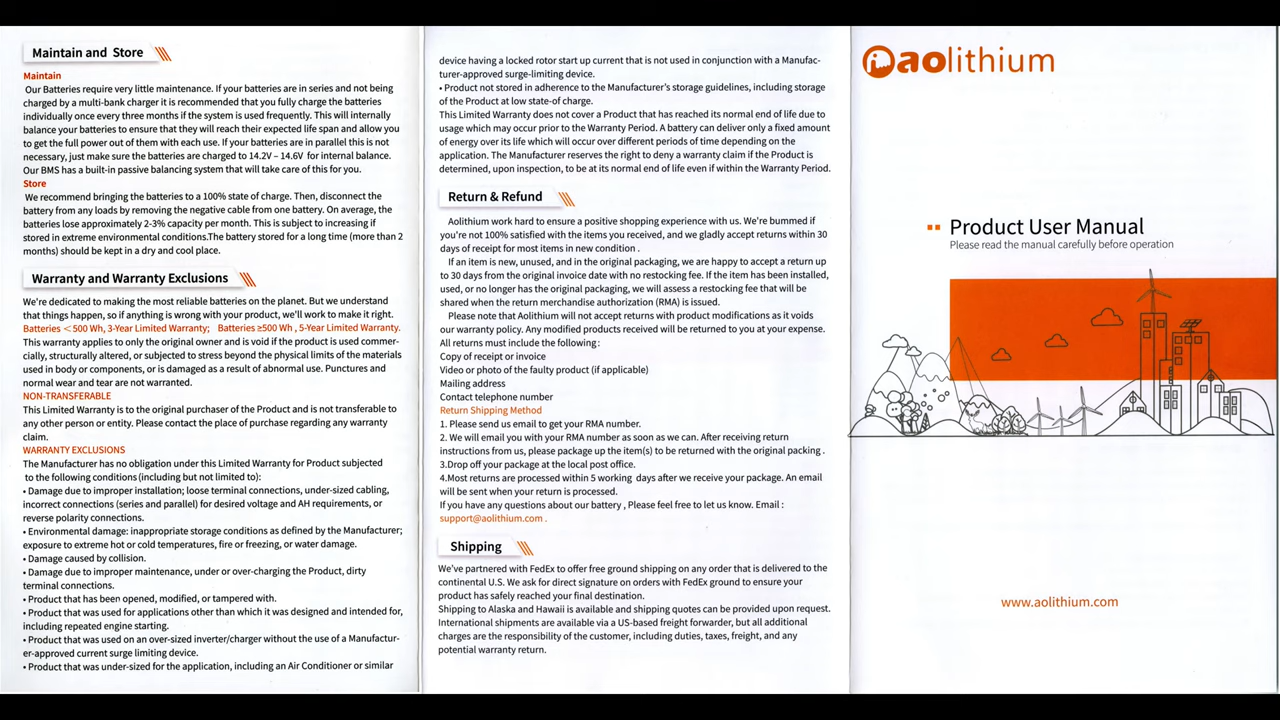 Maintain and Store
Maintain
Our Batteries require very little maintenance. If your batteries are in series and not being
charged by a multi-bank charger it is recommended that you fully charge the batteries
individually once every three months if the system is used frequently. This will internally
balance your batteries to ensure that they will reach their expected life span and allow you
to get the full power out of them with each use. If your batteries are in parallel this is not
necessary, just make sure the batteries are charged to 14.2V – 14.6V for internal balance.
Our BMS has a built-in passive balancing system that will take care of this for you.
Store
We recommend bringing the batteries to a 100% state of charge. Then, disconnect the
battery from any loads by removing the negative cable from one battery. On average, the
batteries lose approximately 2-3% capacity per month. This is subject to increasing if
stored in extreme environmental conditions.The battery stored for a long time (more than 2
months) should be kept in a dry and cool place.
Warranty and Warranty Exclusions
We're dedicated to making the most reliable batteries on the planet. But we understand
that things happen, so if anything is wrong with your product, we'll work to make it right.
Batteries <500 Wh, 3-Year Limited Warranty; Batteries ≥500 Wh , 5-Year Limited Warranty.
This warranty applies to only the original owner and is void if the product is used commer-
cially, structurally altered, or subjected to stress beyond the physical limits of the materials
used in body or components, or is damaged as a result of abnormal use. Punctures and
normal wear and tear are not warranted.
NON-TRANSFERABLE
This Limited Warranty is to the original purchaser of the Product and is not transferable to
any other person or entity. Please contact the place of purchase regarding any warranty
claim.
WARRANTY EXCLUSIONS
The Manufacturer has no obligation under this Limited Warranty for Product subjected
to the following conditions (including but not limited to):
• Damage due to improper installation; loose terminal connections, under-sized cabling,
incorrect connections (series and parallel) for desired voltage and AH requirements, or
reverse polarity connections.
• Environmental damage: inappropriate storage conditions as defined by the Manufacturer;
exposure to extreme hot or cold temperatures, fire or freezing, or water damage.
• Damage caused by collision.
• Damage due to improper maintenance, under or over-charging the Product, dirty
terminal connections.
• Product that has been opened, modified, or tampered with.
• Product that was used for applications other than which it was designed and intended for,
including repeated engine starting.
• Product that was used on an over-sized inverter/charger without the use of a Manufactur-
er-approved current surge limiting device.
• Product that was under-sized for the application, including an Air Conditioner or similar
device having a locked rotor start up current that is not used in conjunction with a Manufac-
turer-approved surge-limiting device.
• Product not stored in adherence to the Manufacturer's storage guidelines, including storage
of the Product at low state-of charge.
This Limited Warranty does not cover a Product that has reached its normal end of life due to
usage which may occur prior to the Warranty Period. A battery can deliver only a fixed amount
of energy over its life which will occur over different periods of time depending on the
application. The Manufacturer reserves the right to deny a warranty claim if the Product is
determined, upon inspection, to be at its normal end of life even if within the Warranty Period.
Return & Refund
Aolithium work hard to ensure a positive shopping experience with us. We're bummed if
you're not 100% satisfied with the items you received, and we gladly accept returns within 30
days of receipt for most items in new condition .
If an item is new, unused, and in the original packaging, we are happy to accept a return up
to 30 days from the original invoice date with no restocking fee. If the item has been installed,
used, or no longer has the original packaging, we will assess a restocking fee that will be
shared when the return merchandise authorization (RMA) is issued.
Please note that Aolithium will not accept returns with product modifications as it voids
our warranty policy. Any modified products received will be returned to you at your expense.
All returns must include the following :
Copy of receipt or invoice
Video or photo of the faulty product (if applicable)
Mailing address
Contact telephone number
Return Shipping Method
1. Please send us email to get your RMA number.
2. We will email you with your RMA number as soon as we can. After receiving return
instructions from us, please package up the item(s) to be returned with the original packing .
3.Drop off your package at the local post office.
4.Most returns are processed within 5 working days after we receive your package. An email
will be sent when your return is processed.
If you have any questions about our battery , Please feel free to let us know. Email :
support@aolithium.com .
Shipping
We've partnered with FedEx to offer free ground shipping on any order that is delivered to the
continental U.S. We ask for direct signature on orders with FedEx ground to ensure your
product has safely reached your final destination.
Shipping to Alaska and Hawaii is available and shipping quotes can be provided upon request.
International shipments are available via a US-based freight forwarder, but all additional
charges are the responsibility of the customer, including duties, taxes, freight, and any
potential warranty return.
aolithium
Product User Manual
Please read the manual carefully before operation
www.aolithium.com